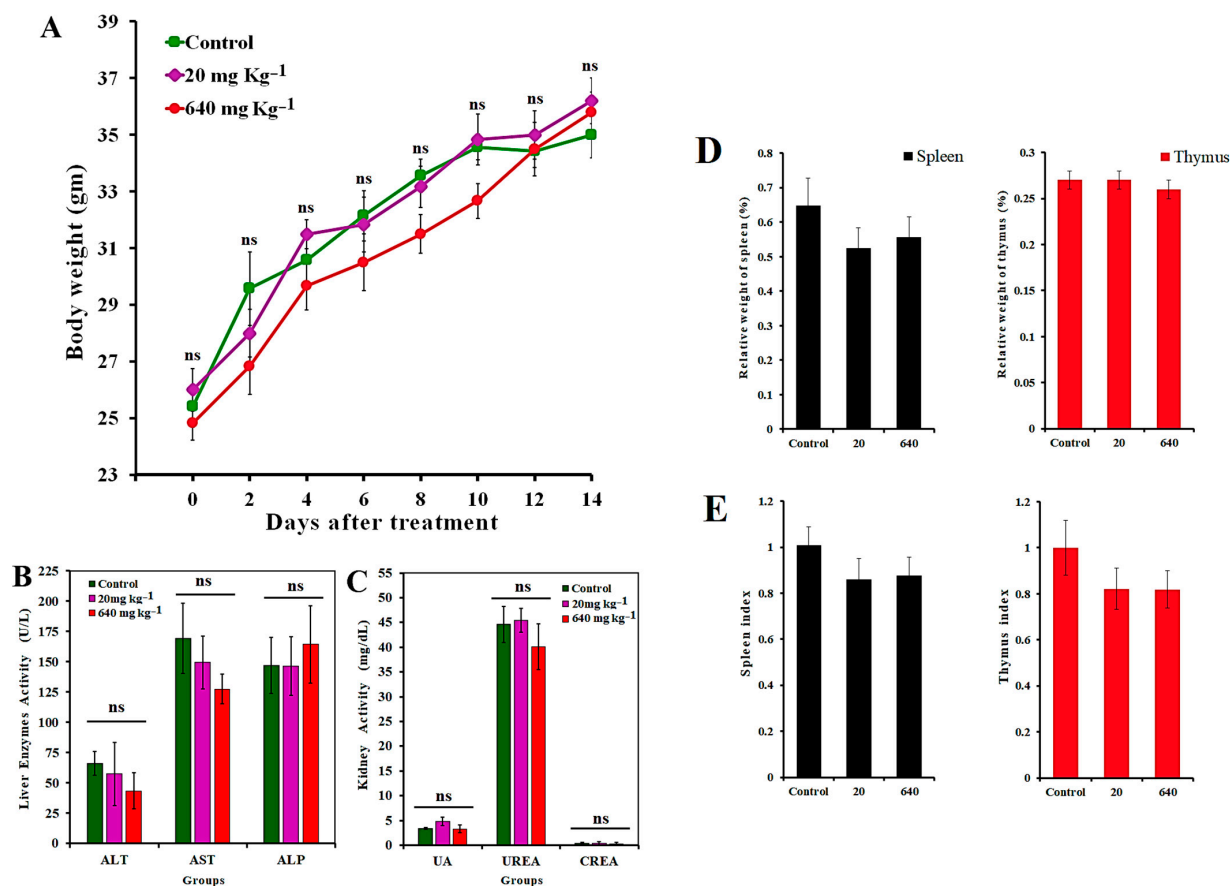 A
39
37
35
33
31
29
27
25
23
Body weight (gm)
Control
20 mg Kg⁻¹
640 mg Kg⁻¹
ns
ns
ns
ns
ns
ns
ns
ns
0 2 4 6 8 10 12 14
Days after treatment
B
225
200
175
150
125
100
75
50
25
0
Liver Enzymes Activity (U/L)
Control
20mg kg⁻¹
640 mg kg⁻¹
ns
ns
ns
ALT AST ALP
Groups
C
55
50
45
40
35
30
25
20
15
10
5
0
Kidney Activity (mg/dL)
Control
20mg kg⁻¹
640 mg kg⁻¹
ns
ns
ns
UA UREA CREA
Groups
D
0.8
0.7
0.6
0.5
0.4
0.3
0.2
0.1
0
Relative weight of spleen (%)
Spleen
Control 20 640
0.3
0.25
0.2
0.15
0.1
0.05
0
Relative weight of thymus (%)
Thymus
Control 20 640
E
1.2
1
0.8
0.6
0.4
0.2
0
Spleen index
Control 20 640
1.2
1
0.8
0.6
0.4
0.2
0
Thymus index
Control 20 640